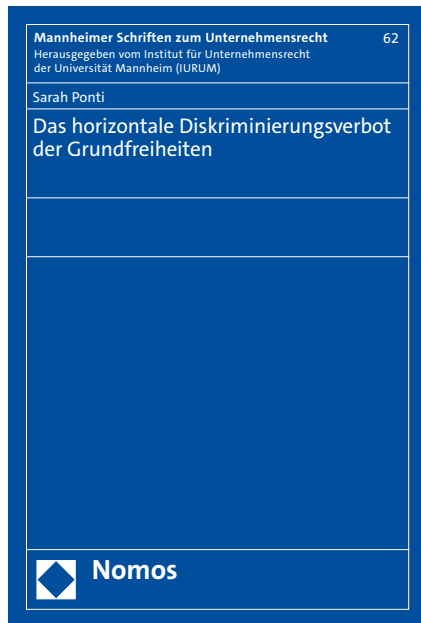 Mannheimer Schriften zum Unternehmensrecht 62
Herausgegeben vom Institut für Unternehmensrecht
der Universität Mannheim (IURUM)
Sarah Ponti
Das horizontale Diskriminierungsverbot
der Grundfreiheiten
Nomos